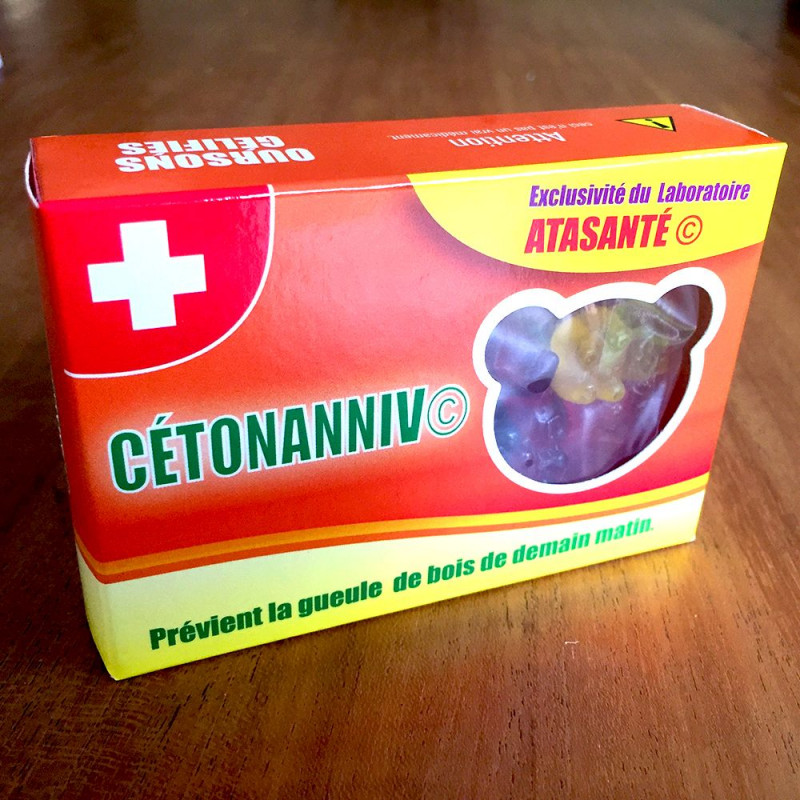 OURSONS
GÉLIFIÉS
Attention
ceci n'est pas un vrai médicament.
Exclusivité du Laboratoire
ATASANTÉ ©
CÉTONANNIV©
Prévient la gueule de bois de demain matin.